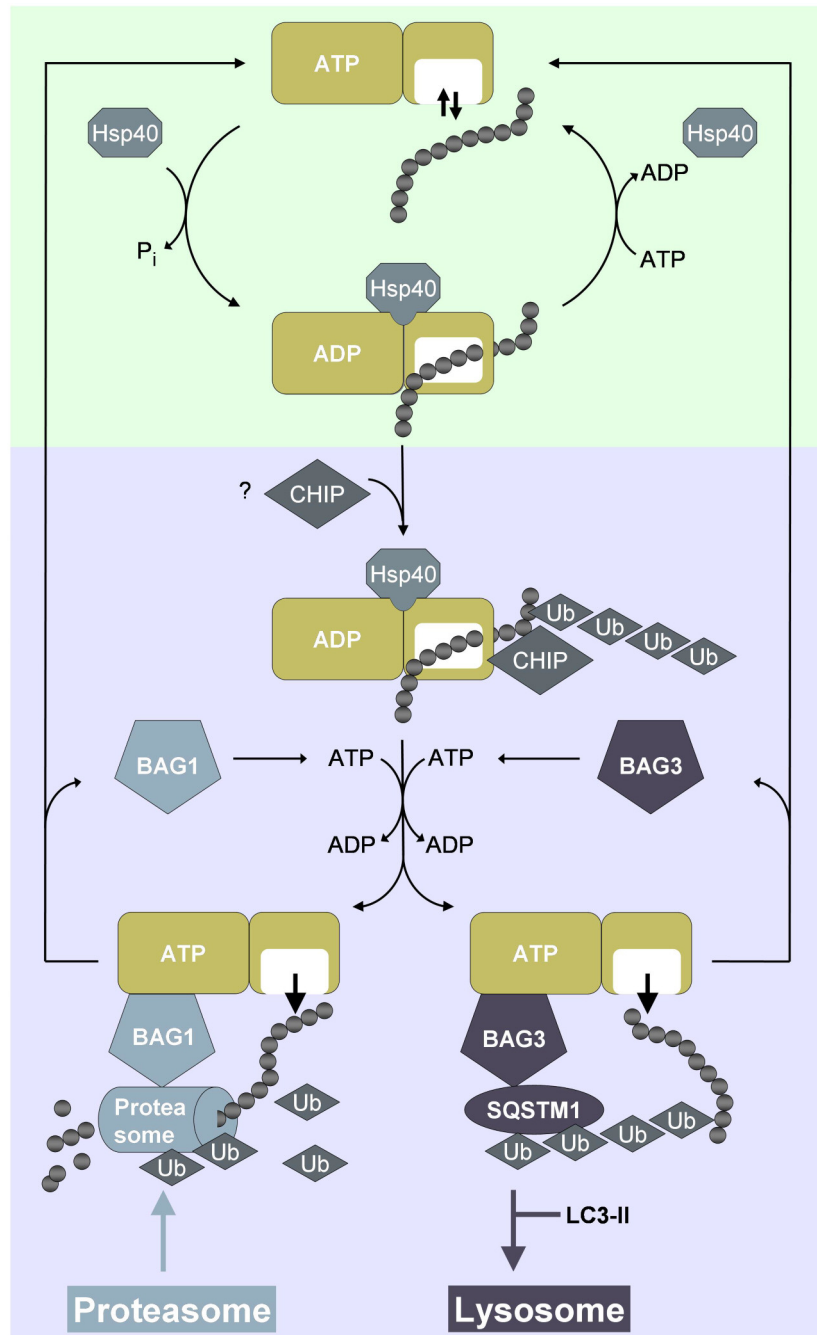 ATP
Hsp40
Hsp40
ADP
Pi
ATP
Hsp40
ADP
?
CHIP
Hsp40
ADP
Ub
Ub
Ub
Ub
CHIP
BAG1
ATP
ATP
BAG3
ADP
ADP
ATP
ATP
BAG1
BAG3
Protea
some
Ub
Ub
Ub
Ub
SQSTM1
Ub
Ub
Ub
Ub
LC3-II
Proteasome
Lysosome